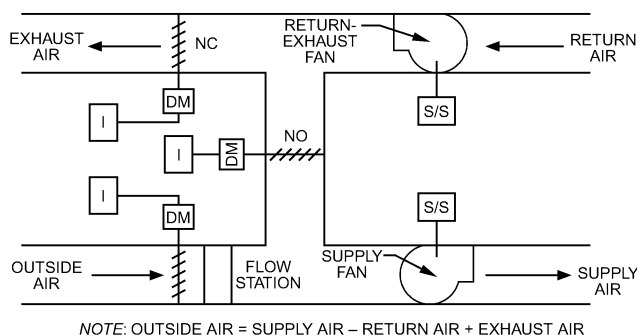 EXHAUST
AIR
NC
RETURN-
EXHAUST
FAN
RETURN
AIR
DM
I
S/S
I
DM
NO
I
DM
S/S
OUTSIDE
AIR
FLOW
STATION
SUPPLY
FAN
SUPPLY
AIR
NOTE: OUTSIDE AIR = SUPPLY AIR – RETURN AIR + EXHAUST AIR